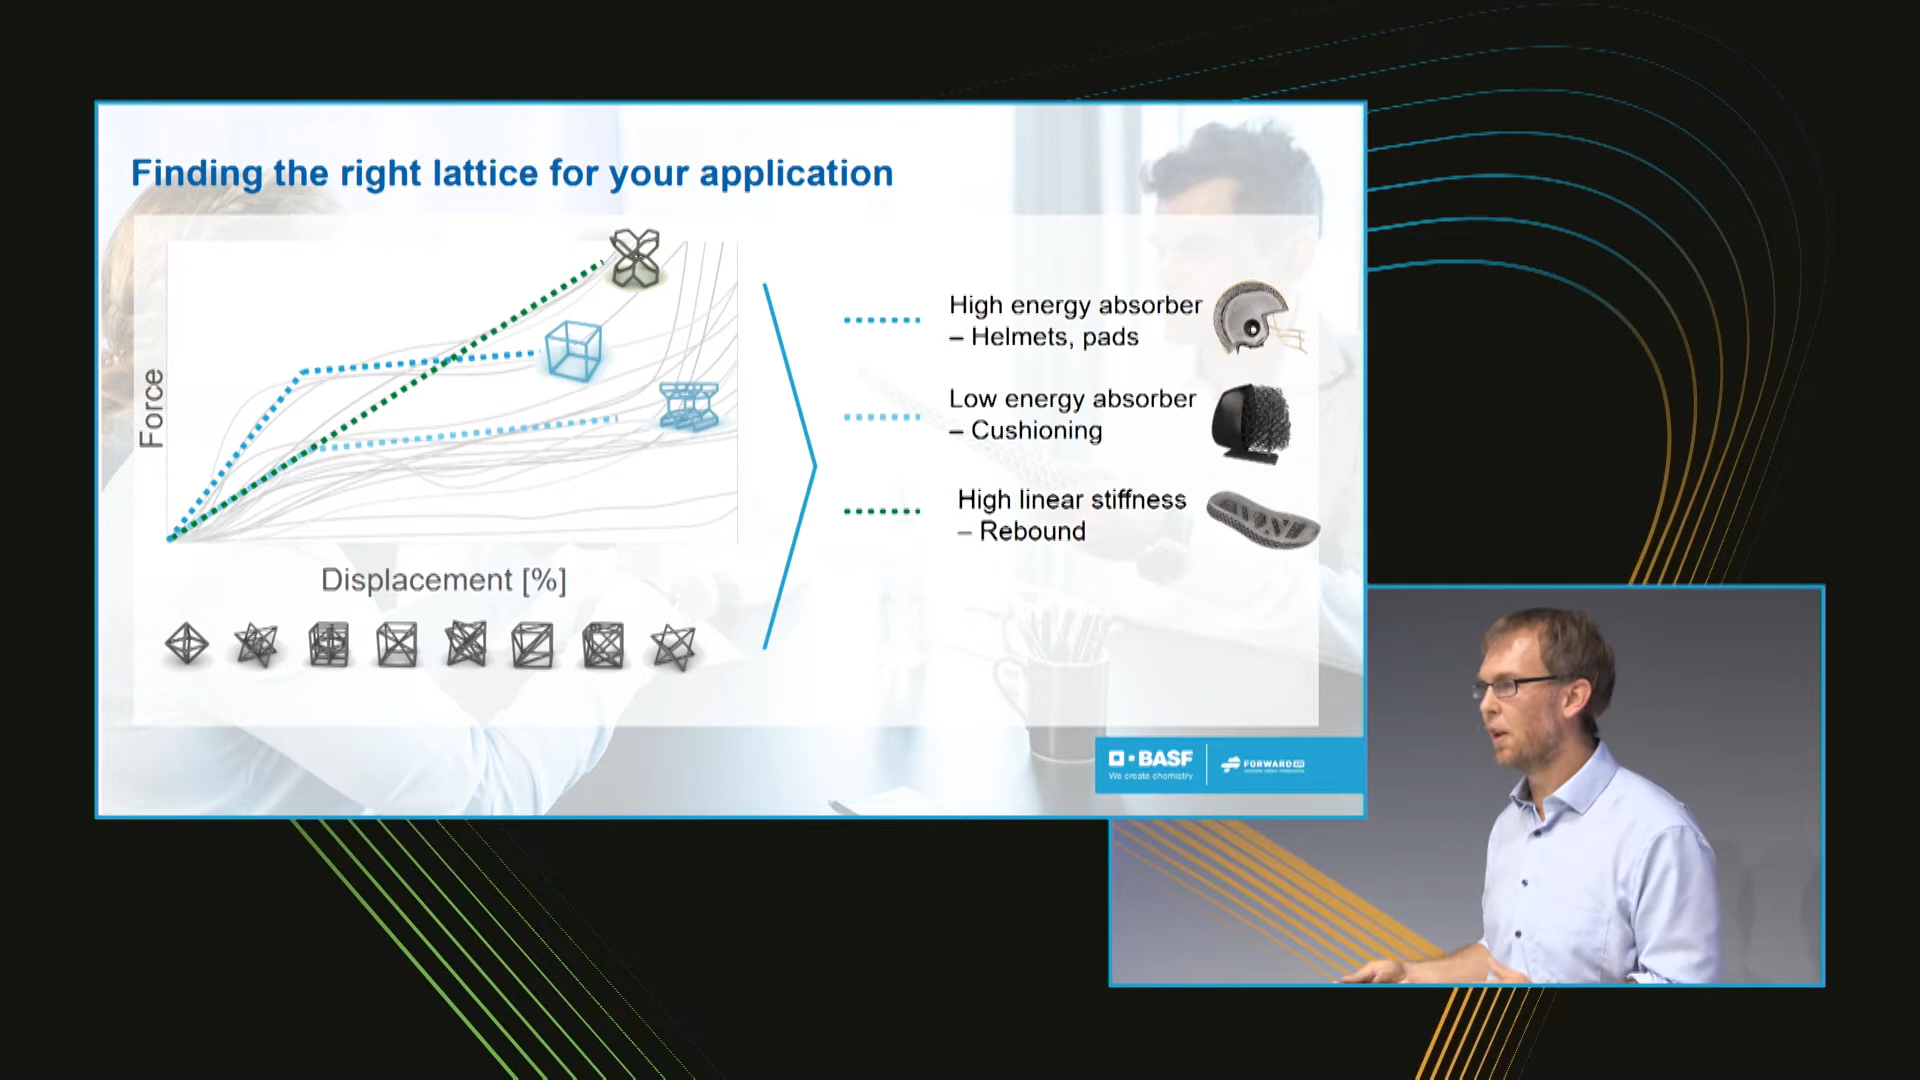 Finding the right lattice for your application
Force
Displacement [%]
High energy absorber
– Helmets, pads
Low energy absorber
– Cushioning
High linear stiffness
– Rebound
BASF
We create chemistry
FORWARD AM